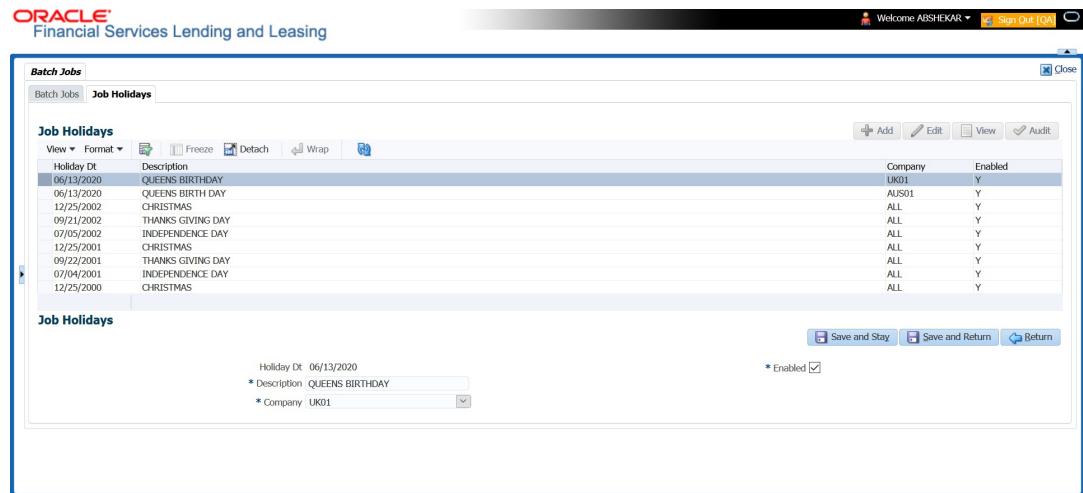 ORACLE®
Financial Services Lending and Leasing
Welcome ABSHEKAR Sign Out [QA]
Batch Jobs Close
Batch Jobs Job Holidays
Job Holidays Add Edit View Audit
View Format Freeze Detach Wrap
Holiday Dt Description Company Enabled
06/13/2020 QUEENS BIRTHDAY UK01 Y
06/13/2020 QUEENS BIRTH DAY AUS01 Y
12/25/2002 CHRISTMAS ALL Y
09/21/2002 THANKS GIVING DAY ALL Y
07/05/2002 INDEPENDENCE DAY ALL Y
12/25/2001 CHRISTMAS ALL Y
09/22/2001 THANKS GIVING DAY ALL Y
07/04/2001 INDEPENDENCE DAY ALL Y
12/25/2000 CHRISTMAS ALL Y
Job Holidays
Save and Stay Save and Return Return
Holiday Dt 06/13/2020 * Enabled
* Description QUEENS BIRTHDAY
* Company UK01